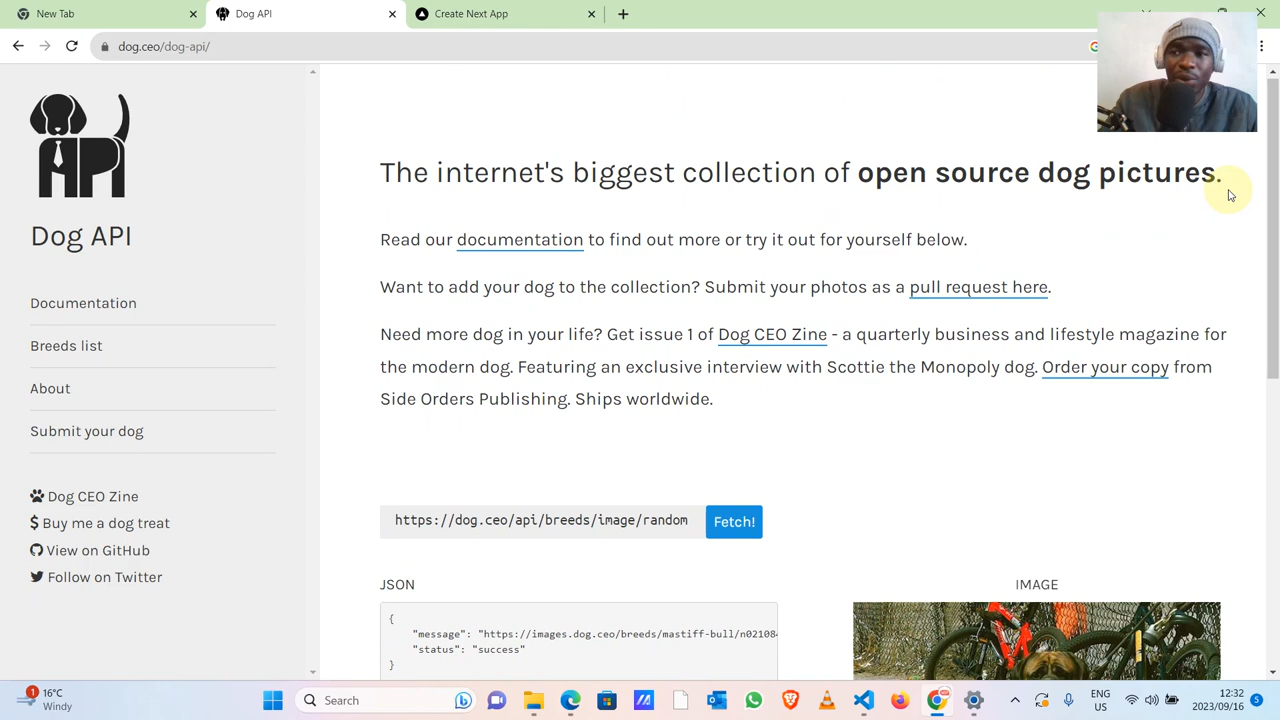 New Tab
Dog API
Create Next App
dog.ceo/dog-api/
API
Dog API
Documentation
Breeds list
About
Submit your dog
Dog CEO Zine
$ Buy me a dog treat
View on GitHub
Follow on Twitter
The internet's biggest collection of open source dog pictures.
Read our documentation to find out more or try it out for yourself below.
Want to add your dog to the collection? Submit your photos as a pull request here.
Need more dog in your life? Get issue 1 of Dog CEO Zine - a quarterly business and lifestyle magazine for
the modern dog. Featuring an exclusive interview with Scottie the Monopoly dog. Order your copy from
Side Orders Publishing. Ships worldwide.
https://dog.ceo/api/breeds/image/random
Fetch!
JSON
IMAGE
{
"message": "https://images.dog.ceo/breeds/mastiff-bull/n02108
"status": "success"
}
1
16°C
Windy
Search
ENG
US
12:32
2023/09/16
5